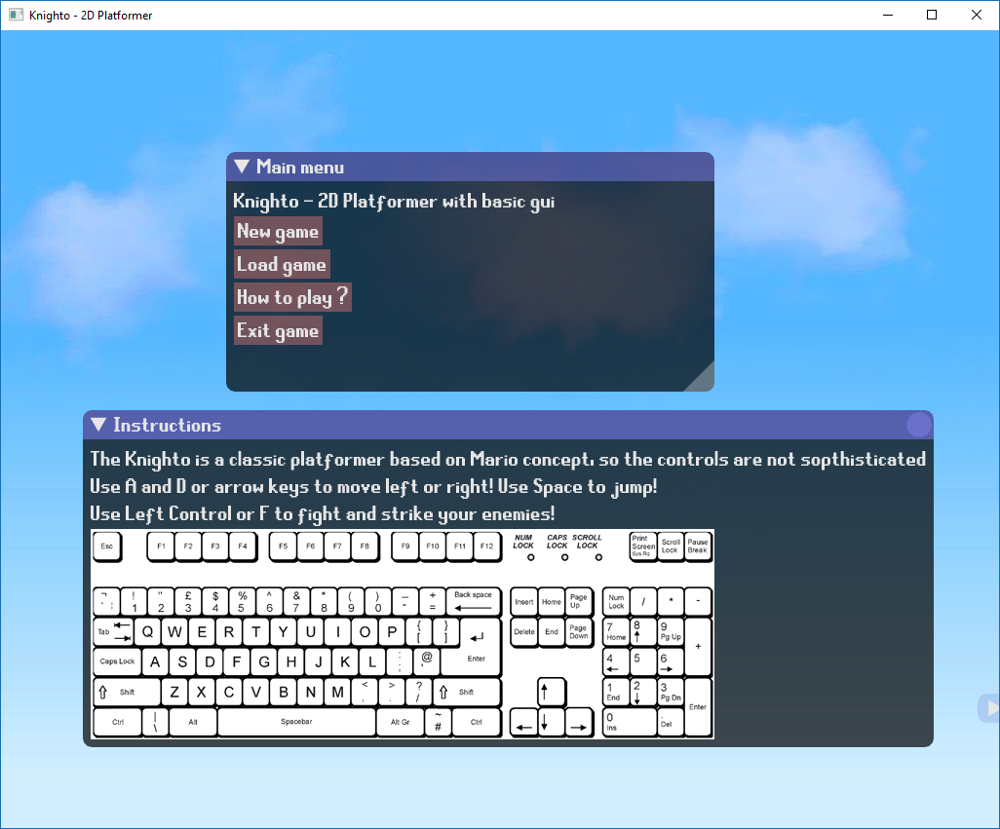 Knighto - 2D Platformer
Main menu
Knighto - 2D Platformer with basic gui
New game
Load game
How to play?
Exit game
Instructions
The Knighto is a classic platformer based on Mario concept, so the controls are not sopthisticated
Use A and D or arrow keys to move left or right! Use Space to jump!
Use Left Control or F to fight and strike your enemies!
Esc F1 F2 F3 F4 F5 F6 F7 F8 F9 F10 F11 F12 NUM LOCK CAPS LOCK SCROLL LOCK Print Screen Sys Rq Scroll Lock Pause Break
! " £ $ % ^ & * ( ) – +
1 2 3 4 5 6 7 8 9 0 - = Back space Insert Home Page Up Num Lock / * -
Tab Q W E R T Y U I O P { [ } ] Enter Delete End Page Down 7 Home 8 ↑ 9 Pg Up +
Caps Lock A S D F G H J K L : ; @ ' 4 ← 5 6 →
⇧ Shift Z X C V B N M < , > . ? / ⇧ Shift ↑ 1 End 2 ↓ 3 Pg Dn Enter
Ctrl | \ Alt Spacebar Alt Gr ~ # Ctrl ← ↓ → 0 Ins . Del